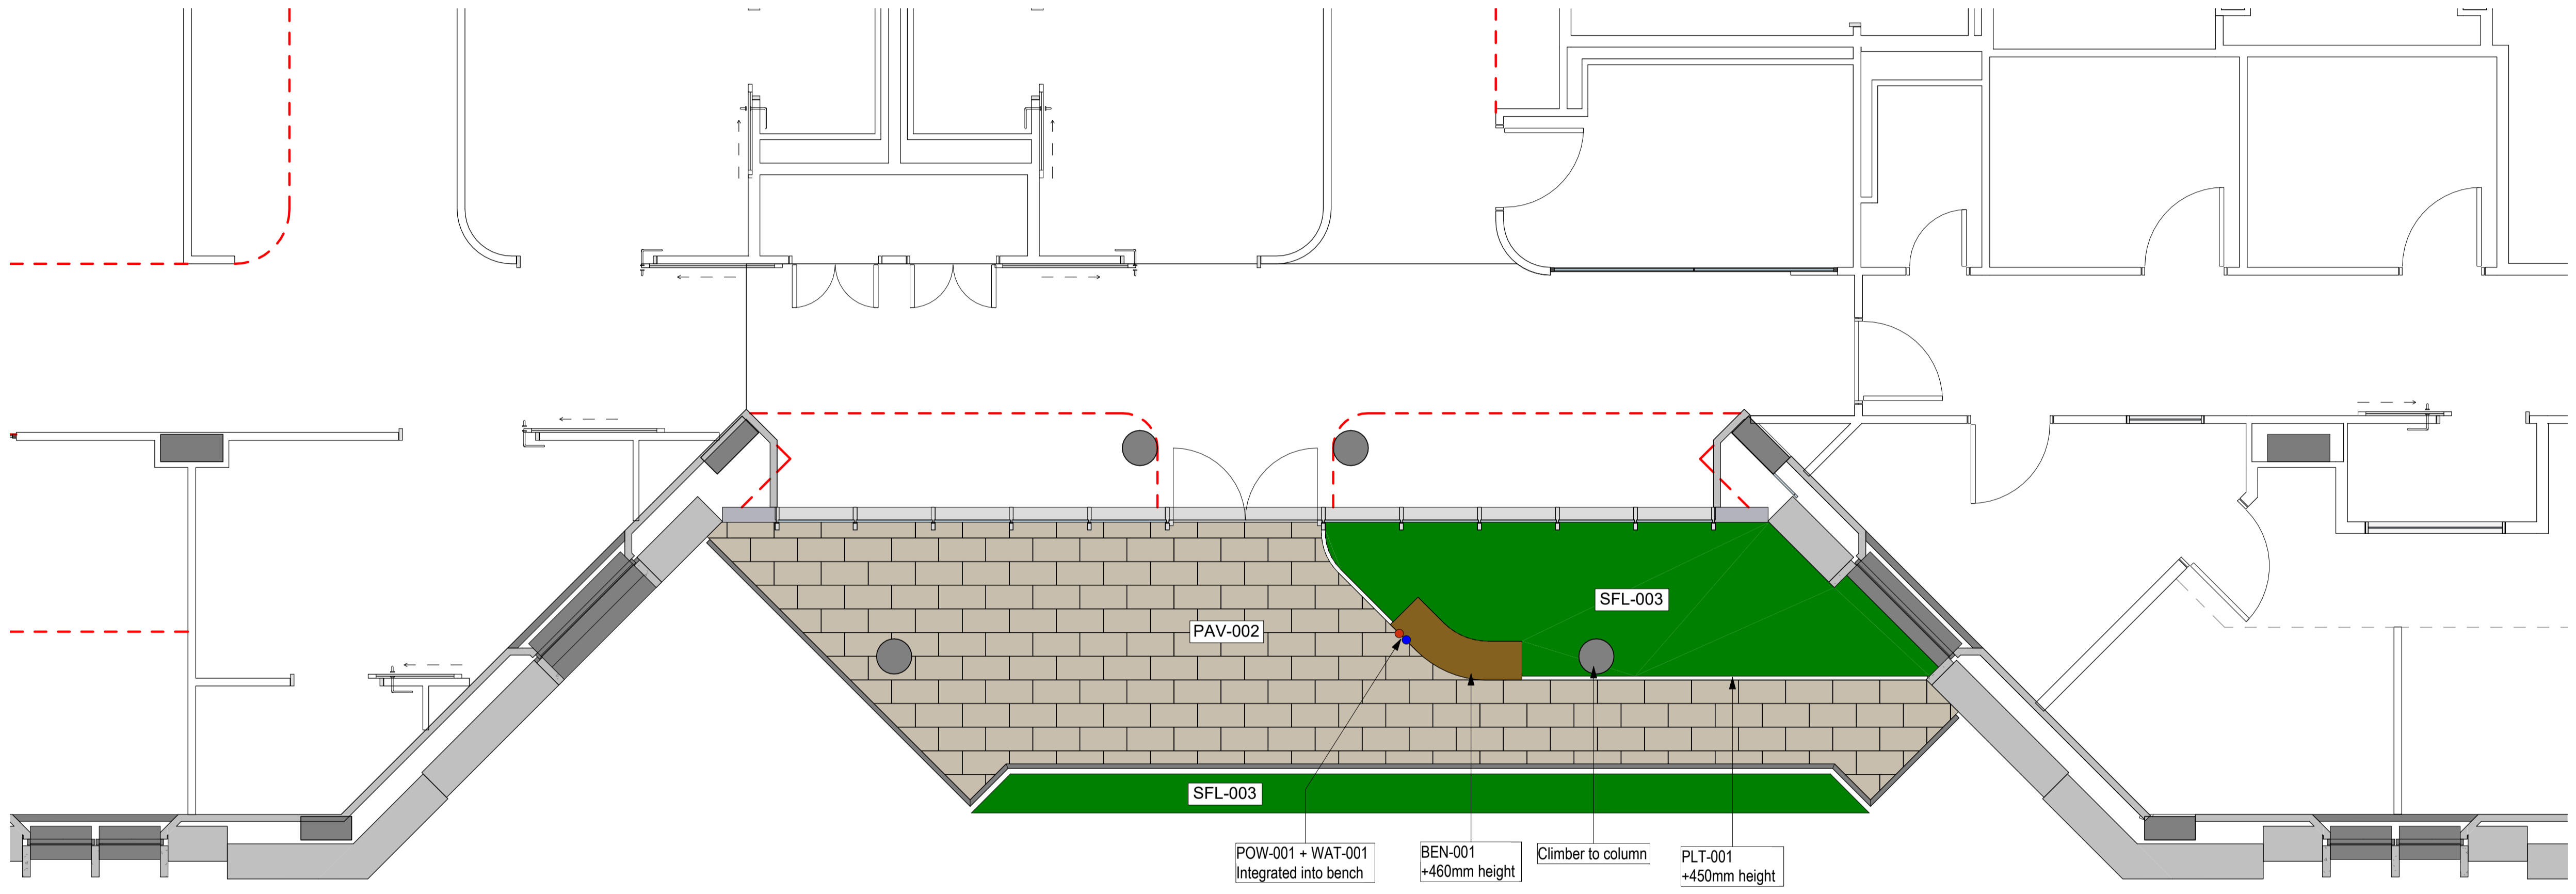 SFL-003
PAV-002
SFL-003
POW-001 + WAT-001
Integrated into bench
BEN-001
+460mm height
Climber to column
PLT-001
+450mm height